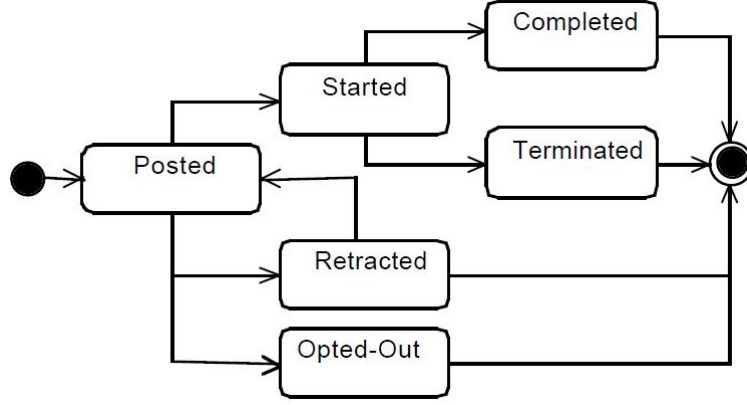 Completed
Started
Terminated
Posted
Retracted
Opted-Out